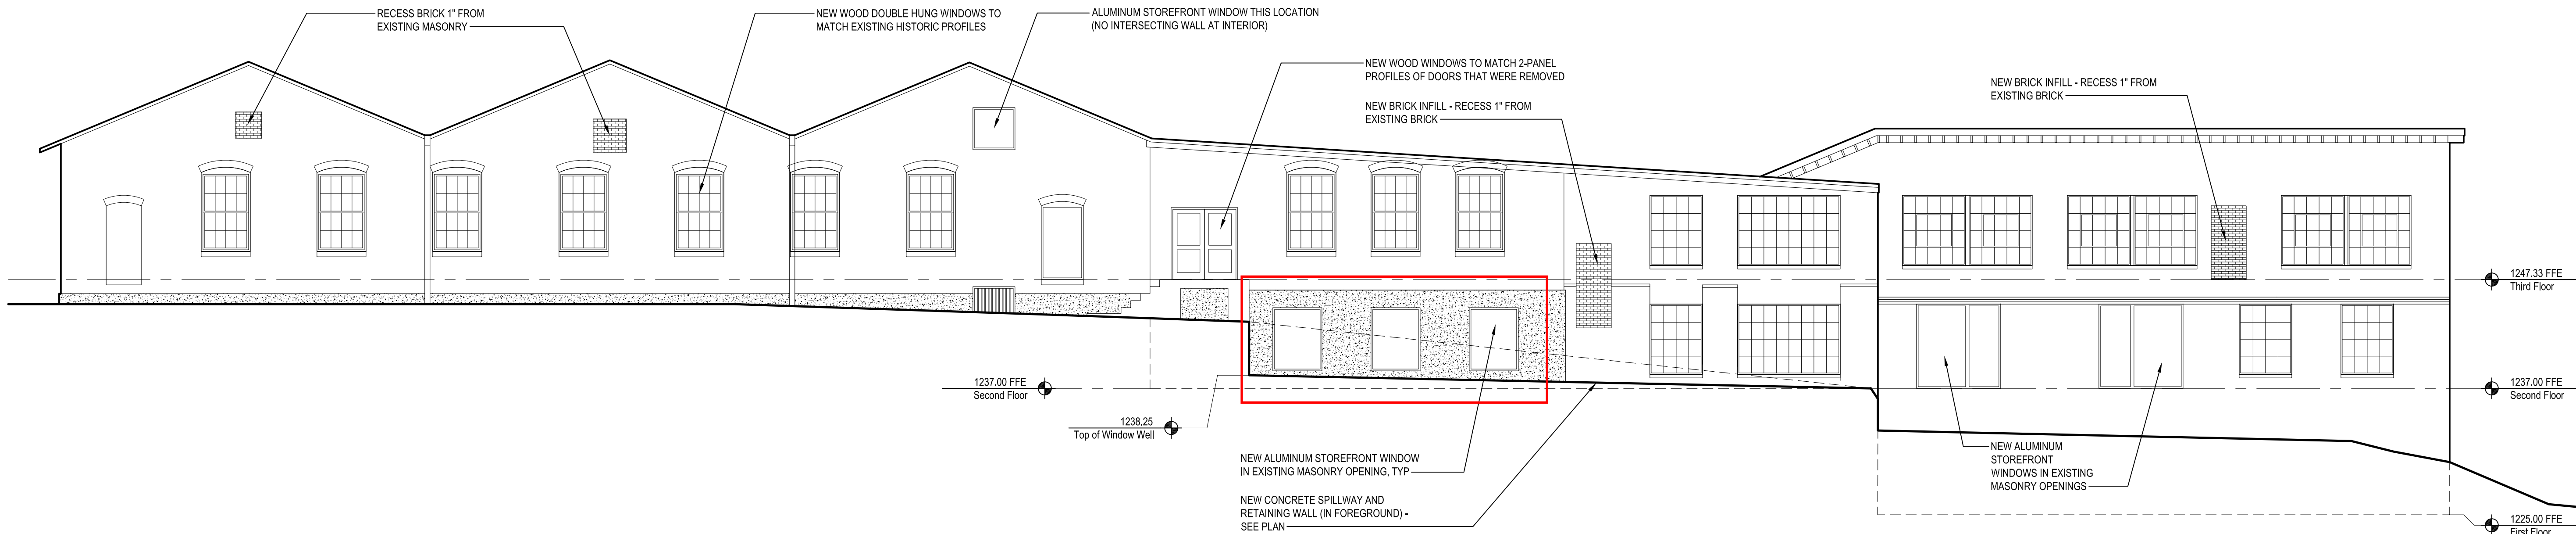 RECESS BRICK 1" FROM
EXISTING MASONRY
NEW WOOD DOUBLE HUNG WINDOWS TO
MATCH EXISTING HISTORIC PROFILES
ALUMINUM STOREFRONT WINDOW THIS LOCATION
(NO INTERSECTING WALL AT INTERIOR)
NEW WOOD WINDOWS TO MATCH 2-PANEL
PROFILES OF DOORS THAT WERE REMOVED
NEW BRICK INFILL - RECESS 1" FROM
EXISTING BRICK
NEW BRICK INFILL - RECESS 1" FROM
EXISTING BRICK
1247.33 FFE
Third Floor
1237.00 FFE
Second Floor
1237.00 FFE
Second Floor
1238.25
Top of Window Well
NEW ALUMINUM STOREFRONT WINDOW
IN EXISTING MASONRY OPENING, TYP
NEW CONCRETE SPILLWAY AND
RETAINING WALL (IN FOREGROUND) -
SEE PLAN
NEW ALUMINUM
STOREFRONT
WINDOWS IN EXISTING
MASONRY OPENINGS
1225.00 FFE
First Floor